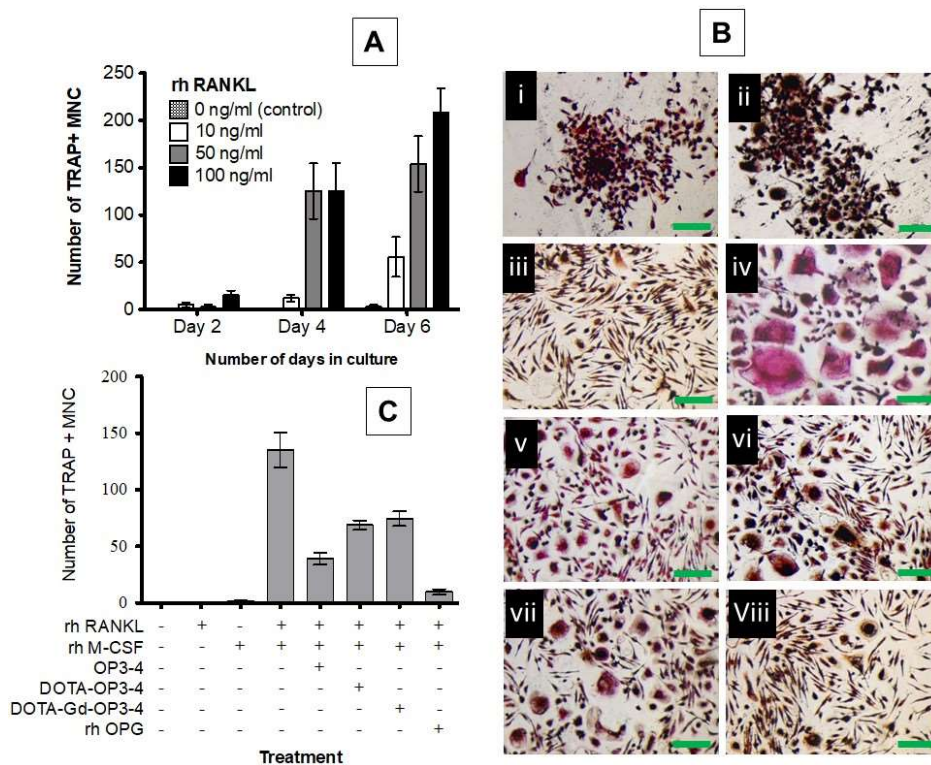 A
Number of TRAP+ MNC
250
200
150
100
50
0
rh RANKL
0 ng/ml (control)
10 ng/ml
50 ng/ml
100 ng/ml
Day 2 Day 4 Day 6
Number of days in culture
C
Number of TRAP + MNC
200
150
100
50
0
rh RANKL - + - + + + + +
rh M-CSF - - + + + + + +
OP3-4 - - - - + - - -
DOTA-OP3-4 - - - - - + - -
DOTA-Gd-OP3-4 - - - - - - + -
rh OPG - - - - - - - +
Treatment
B
i
ii
iii
iv
v
vi
vii
Viii